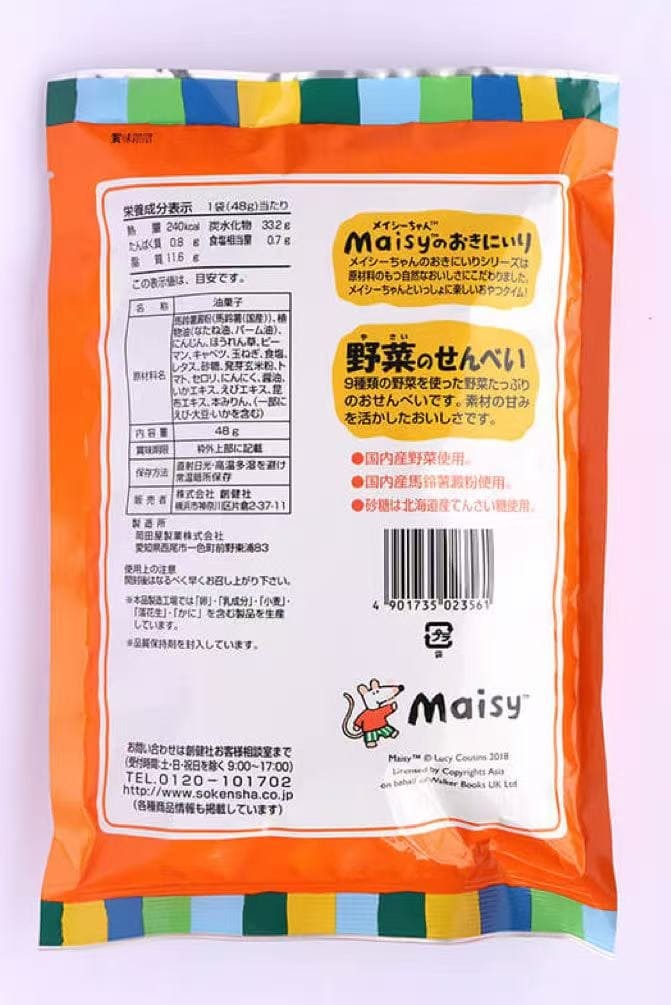 賞味期限
栄養成分表示 1袋(48g)当たり
熱 量 240kcal 炭水化物 33.2g
たんぱく質 0.8 g 食塩相当量 0.7g
脂 質 11.6 g
この表示値は、目安です。
名 称 油菓子
原材料名
馬鈴薯澱粉(馬鈴薯(国産))、植
物油(なたね油、パーム油)、
にんじん、ほうれん草、ピー
マン、キャベツ、玉ねぎ、食塩、
レタス、砂糖、発芽玄米粉、ト
マト、セロリ、にんにく、醤油、
いかエキス、えびエキス、昆
布エキス、本みりん、(一部に
えび・大豆・いかを含む)
内 容 量 48g
賞味期限 枠外上部に記載
保存方法 直射日光・高温多湿を避け
常温暗所保存
販 売 者 株式会社 創健社
横浜市神奈川区片倉2-37-11
製 造 所
岡田屋製菓株式会社
愛知県西尾市一色町前野東浦83
使用上の注意
開封後はなるべく早くお召し上がり下さい。
※本品製造工場では「卵」・「乳成分」・「小麦」・
「落花生」・「かに」を含む製品を生産
しています。
※品質保持剤を封入しています。
お問い合わせは創健社お客様相談室まで
(受付時間:土・日・祝日を除く 9:00~17:00)
TEL.0120-101702
http://www.sokensha.co.jp
(各種商品情報も掲載しています)
メイシーちゃん™
Maisy™のおきにいり
メイシーちゃんのおきにいりシリーズは
原材料のもつ自然なおいしさにこだわりました。
メイシーちゃんといっしょに楽しいおやつタイム!
や さい
野菜のせんべい
9種類の野菜を使った野菜たっぷり
のおせんべいです。素材の甘み
を活かしたおいしさです。
●国内産野菜使用。
●国内産馬鈴薯澱粉使用。
●砂糖は北海道産てんさい糖使用。
4 901735 023561
プラ
袋
Maisy™
Maisy™ © Lucy Cousins 2018
Licensed by Copyrights Asia
on behalf of Walker Books UK Ltd